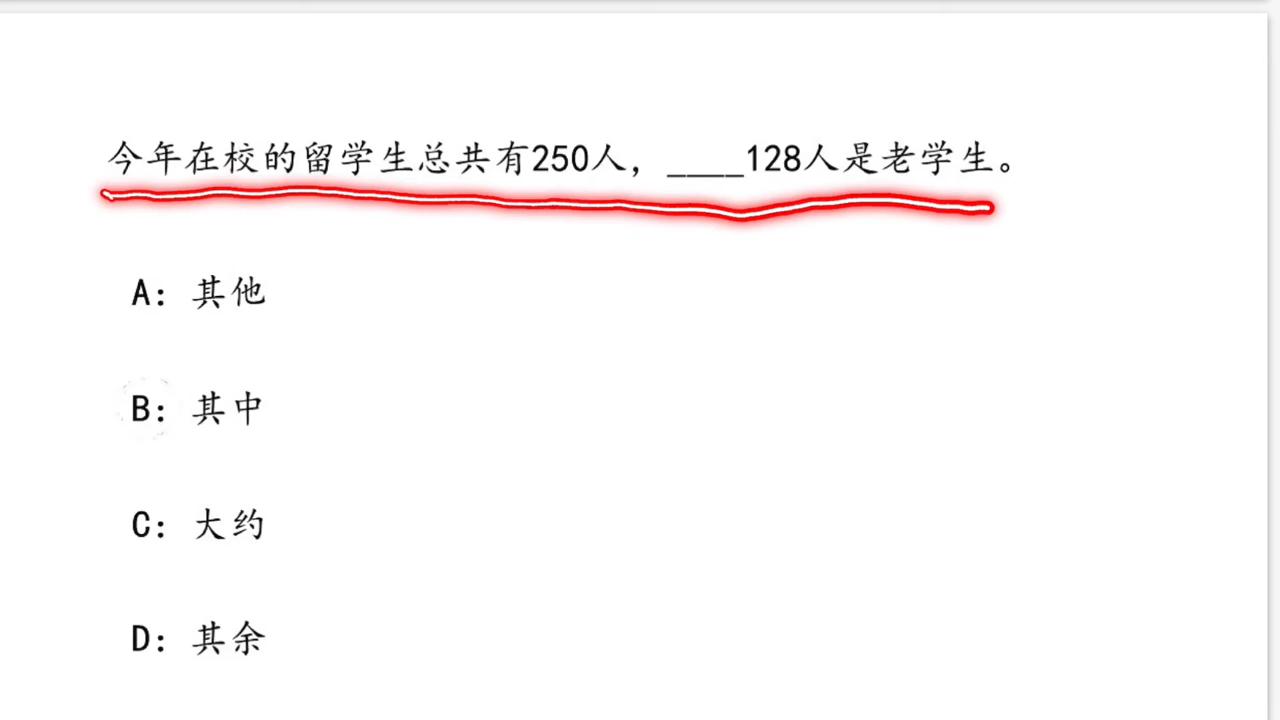 今年在校的留学生总共有250人，____128人是老学生。
A：其他
B：其中
C：大约
D：其余